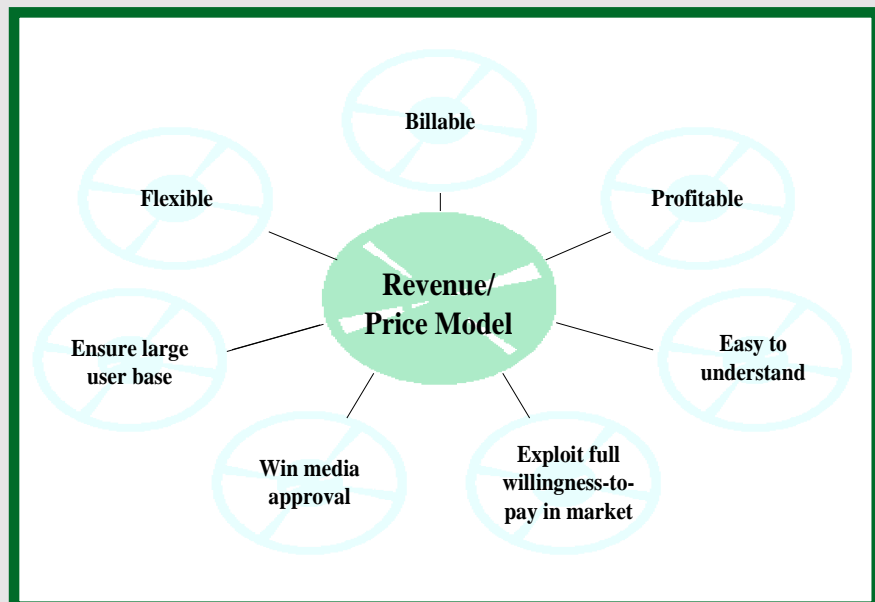 Billable
Flexible
Profitable
Revenue/
Price Model
Ensure large
user base
Easy to
understand
Win media
approval
Exploit full
willingness-to-
pay in market